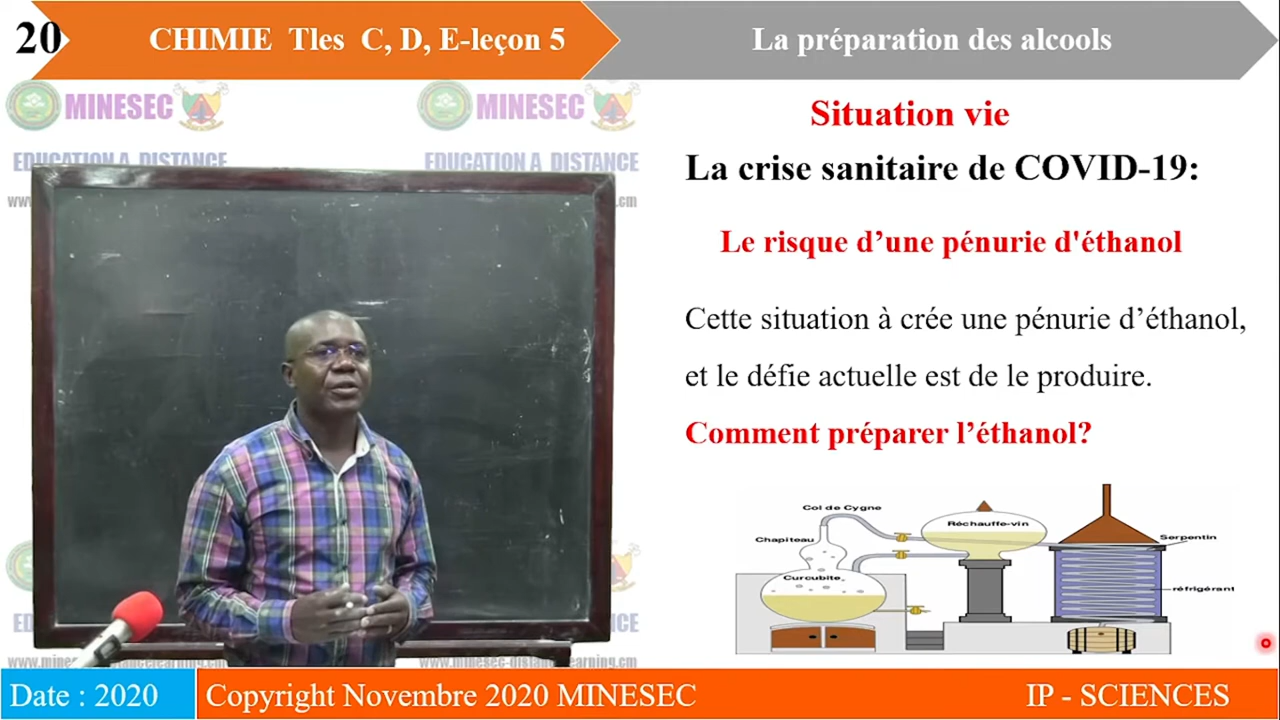 20
CHIMIE Tles C, D, E-leçon 5
La préparation des alcools
MINESEC
MINESEC
EDUCATION A DISTANCE
EDUCATION A DISTANCE
Situation vie
La crise sanitaire de COVID-19:
Le risque d’une pénurie d'éthanol
Cette situation à crée une pénurie d’éthanol,
et le défie actuelle est de le produire.
Comment préparer l’éthanol?
Col de Cygne
Chapiteau
Réchauffe-vin
Serpentin
Curcubite
réfrigérant
Date : 2020
Copyright Novembre 2020 MINESEC
IP - SCIENCES